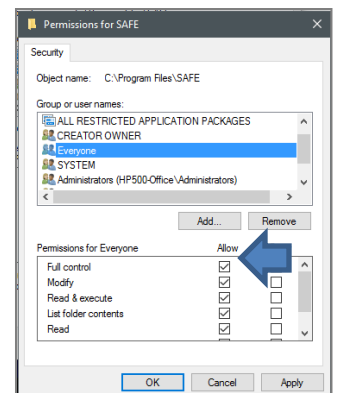 Permissions for SAFE
Security
Object name: C:\Program Files\SAFE
Group or user names:
ALL RESTRICTED APPLICATION PACKAGES
CREATOR OWNER
Everyone
SYSTEM
Administrators (HP500-Office\Administrators)
Add... Remove
Permissions for Everyone Allow
Full control
Modify
Read & execute
List folder contents
Read
OK Cancel Apply